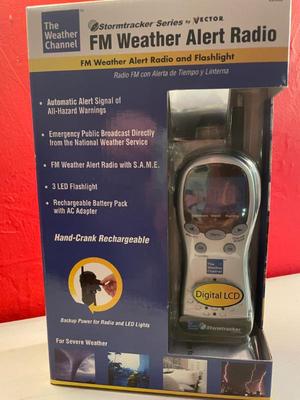 The
Weather
Channel
Stormtracker Series by VECTOR
FM Weather Alert Radio
FM Weather Alert Radio and Flashlight
Radio FM con Alerta de Tiempo y Linterna
• Automatic Alert Signal of
All-Hazard Warnings
• Emergency Public Broadcast Directly
from the National Weather Service
• FM Weather Alert Radio with S.A.M.E.
• 3 LED Flashlight
• Rechargeable Battery Pack
with AC Adapter
Hand-Crank Rechargeable
Backup Power for Radio and LED Lights
For Severe Weather
The
Weather
Channel
Digital LCD
Stormtracker